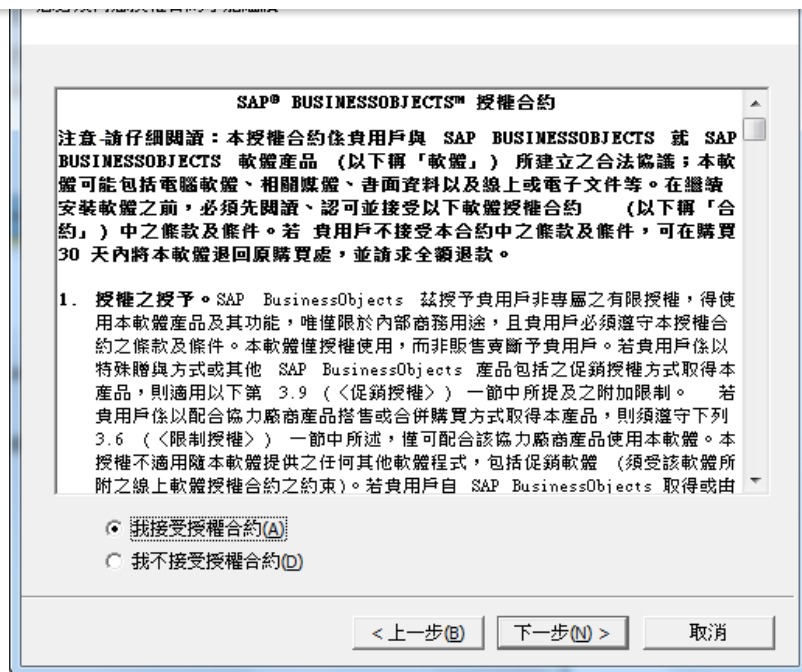 SAP® BUSINESSOBJECTS™ 授權合約
注意-請仔細閱讀：本授權合約係貴用戶與 SAP BUSINESSOBJECTS 就 SAP
BUSINESSOBJECTS 軟體產品 (以下稱「軟體」) 所建立之合法協議；本軟
體可能包括電腦軟體、相關媒體、書面資料以及線上或電子文件等。在繼續
安裝軟體之前，必須先閱讀、認可並接受以下軟體授權合約 (以下稱「合
約」) 中之條款及條件。若 貴用戶不接受本合約中之條款及條件，可在購買
30 天內將本軟體退回原購買處，並請求全額退款。
1. 授權之授予。SAP BusinessObjects 茲授予貴用戶非專屬之有限授權，得使
用本軟體產品及其功能，唯僅限於內部商務用途，且貴用戶必須遵守本授權合
約之條款及條件。本軟體僅授權使用，而非販售賣斷予貴用戶。若貴用戶係以
特殊贈與方式或其他 SAP BusinessObjects 產品包括之促銷授權方式取得本
產品，則適用以下第 3.9 (〈促銷授權〉) 一節中所提及之附加限制。 若
貴用戶係以配合協力廠商產品搭售或合併購買方式取得本產品，則須遵守下列
3.6 (〈限制授權〉) 一節中所述，僅可配合該協力廠商產品使用本軟體。本
授權不適用隨本軟體提供之任何其他軟體程式，包括促銷軟體 (須受該軟體所
附之線上軟體授權合約之約束)。若貴用戶自 SAP BusinessObjects 取得或由
我接受授權合約(A)
我不接受授權合約(D)
< 上一步(B) 下一步(N) > 取消